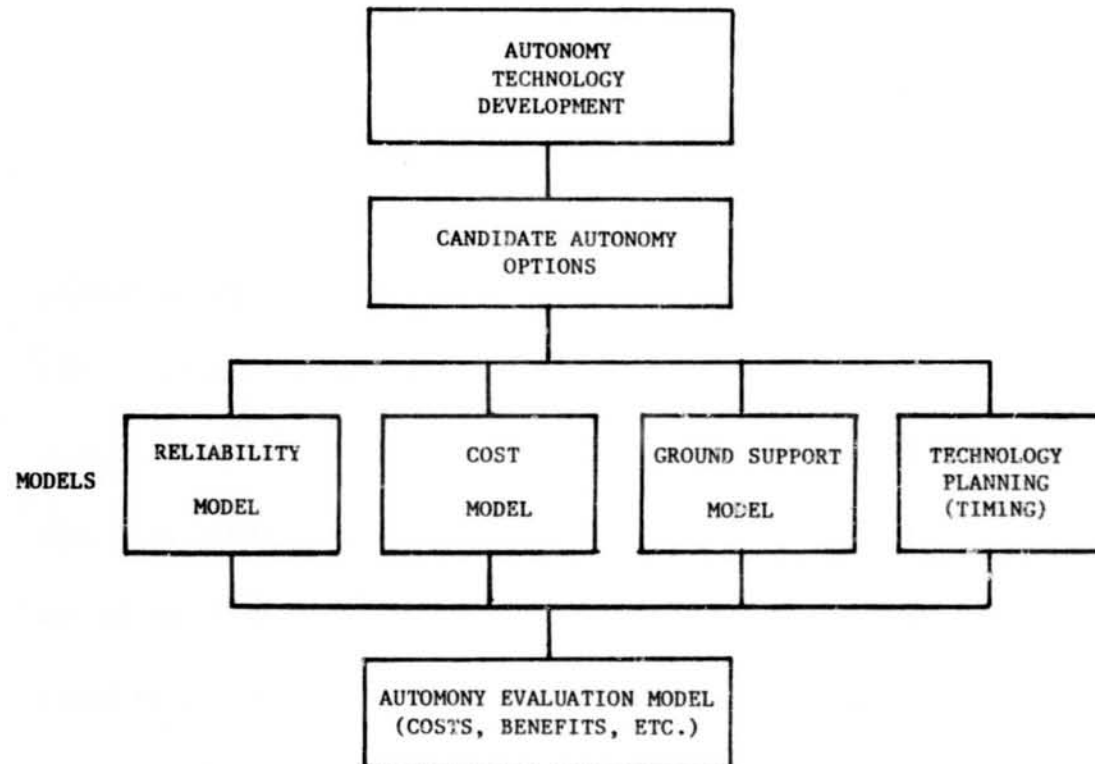 AUTONOMY
TECHNOLOGY
DEVELOPMENT
CANDIDATE AUTONOMY
OPTIONS
MODELS
RELIABILITY
MODEL
COST
MODEL
GROUND SUPPORT
MODEL
TECHNOLOGY
PLANNING
(TIMING)
AUTOMONY EVALUATION MODEL
(COSTS, BENEFITS, ETC.)